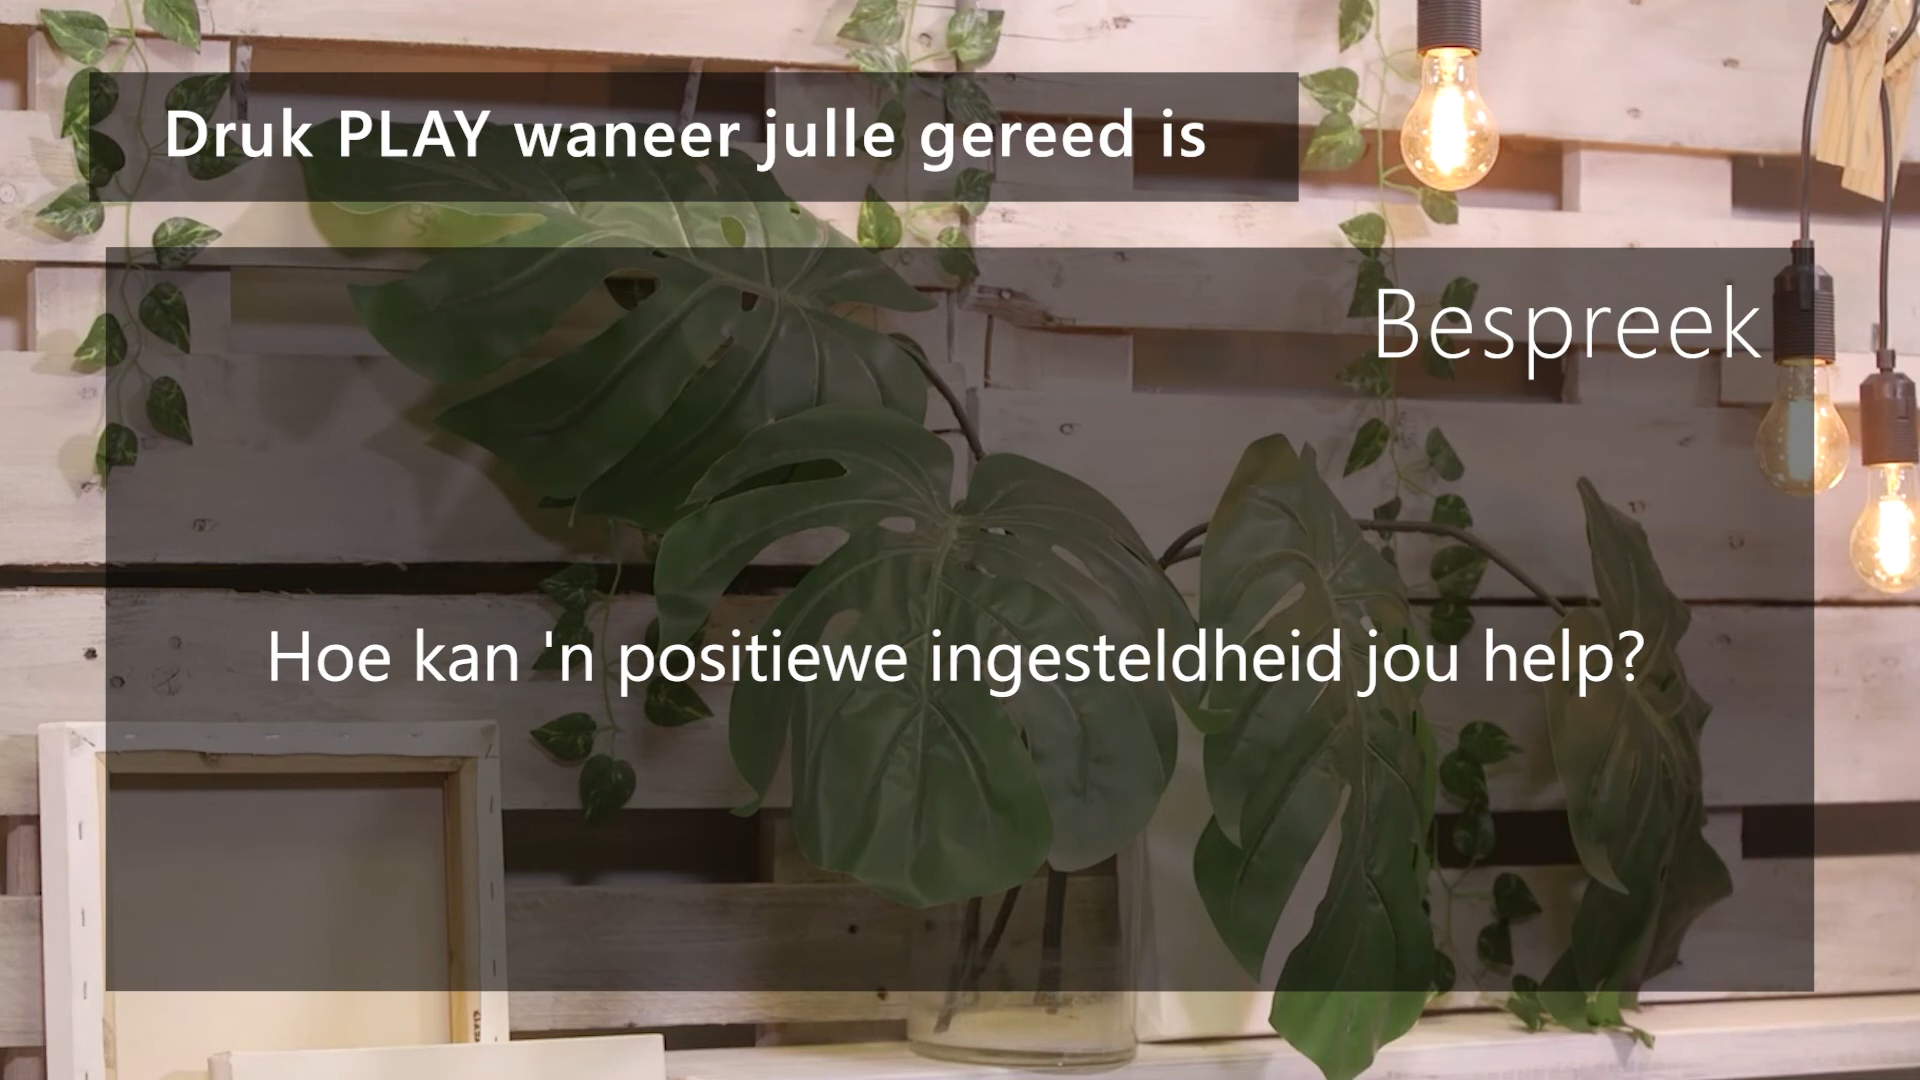 Druk PLAY waneer julle gereed is
Bespreek
Hoe kan 'n positiewe ingesteldheid jou help?